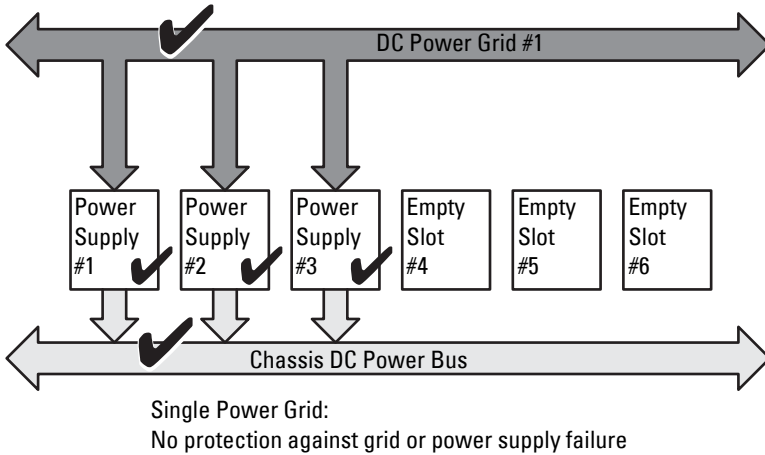 DC Power Grid #1
Power
Supply
#1
Power
Supply
#2
Power
Supply
#3
Empty
Slot
#4
Empty
Slot
#5
Empty
Slot
#6
Chassis DC Power Bus
Single Power Grid:
No protection against grid or power supply failure